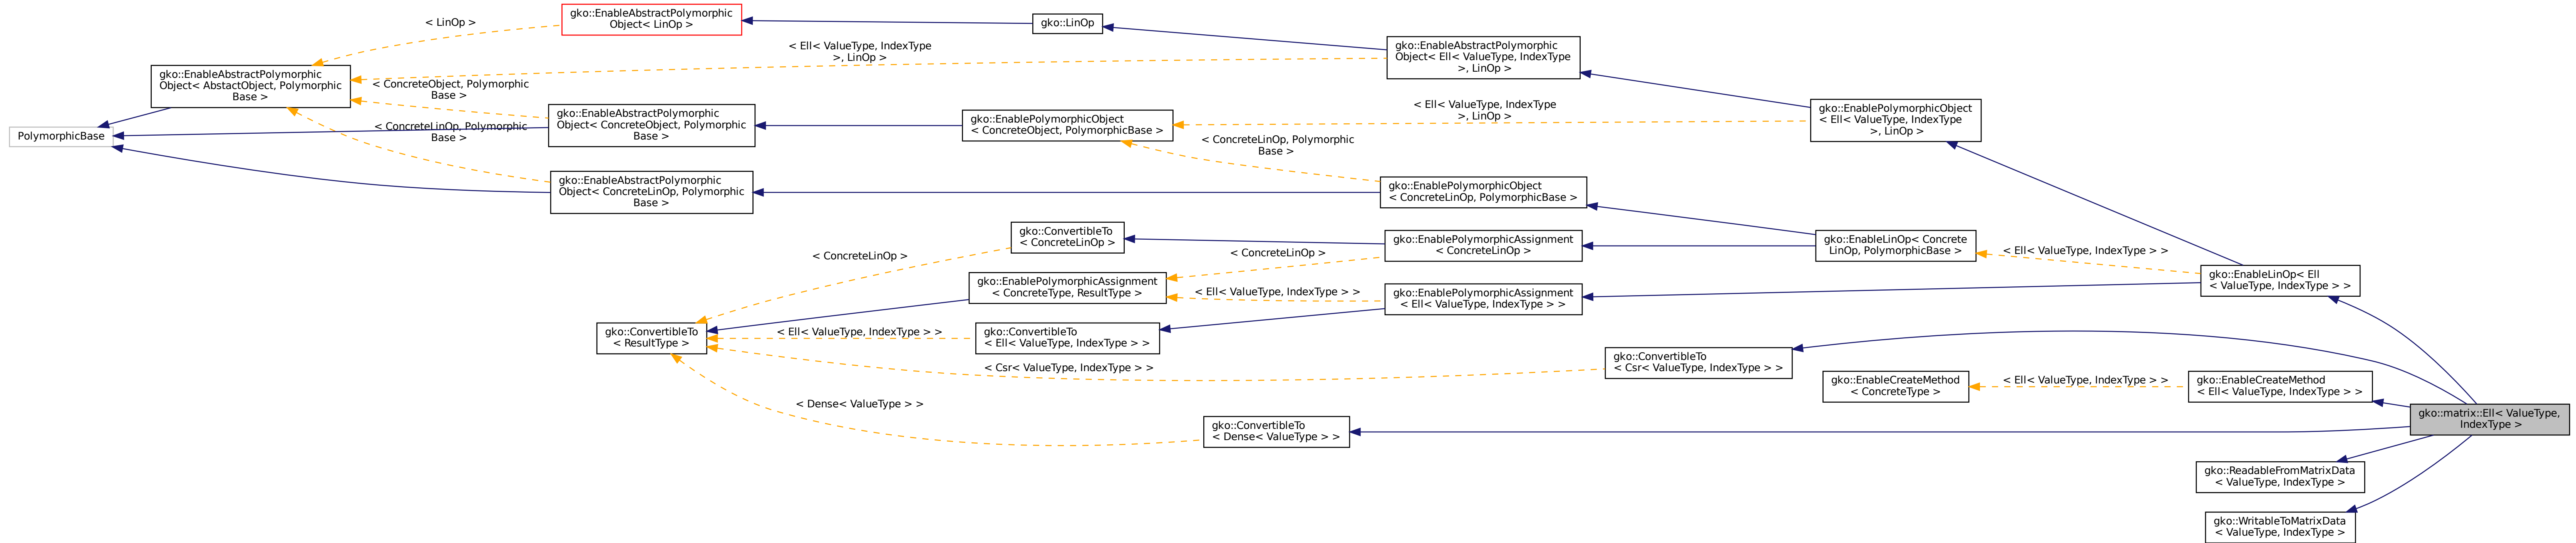 < LinOp >
gko::EnableAbstractPolymorphic
Object< LinOp >
gko::LinOp
< Ell< ValueType, IndexType
>, LinOp >
gko::EnableAbstractPolymorphic
Object< Ell< ValueType, IndexType
>, LinOp >
gko::EnableAbstractPolymorphic
Object< AbstactObject, Polymorphic
Base >
< ConcreteObject, Polymorphic
Base >
gko::EnableAbstractPolymorphic
Object< ConcreteObject, Polymorphic
Base >
gko::EnablePolymorphicObject
< ConcreteObject, PolymorphicBase >
< Ell< ValueType, IndexType
>, LinOp >
gko::EnablePolymorphicObject
< Ell< ValueType, IndexType
>, LinOp >
PolymorphicBase
< ConcreteLinOp, Polymorphic
Base >
< ConcreteLinOp, Polymorphic
Base >
gko::EnableAbstractPolymorphic
Object< ConcreteLinOp, Polymorphic
Base >
gko::EnablePolymorphicObject
< ConcreteLinOp, PolymorphicBase >
gko::ConvertibleTo
< ConcreteLinOp >
gko::EnablePolymorphicAssignment
< ConcreteLinOp >
gko::EnableLinOp< Concrete
LinOp, PolymorphicBase >
< Ell< ValueType, IndexType > >
gko::EnableLinOp< Ell
< ValueType, IndexType > >
< ConcreteLinOp >
< ConcreteLinOp >
gko::EnablePolymorphicAssignment
< ConcreteType, ResultType >
< Ell< ValueType, IndexType > >
gko::EnablePolymorphicAssignment
< Ell< ValueType, IndexType > >
gko::ConvertibleTo
< ResultType >
< Ell< ValueType, IndexType > >
gko::ConvertibleTo
< Ell< ValueType, IndexType > >
< Csr< ValueType, IndexType > >
gko::ConvertibleTo
< Csr< ValueType, IndexType > >
gko::EnableCreateMethod
< ConcreteType >
< Ell< ValueType, IndexType > >
gko::EnableCreateMethod
< Ell< ValueType, IndexType > >
< Dense< ValueType > >
gko::ConvertibleTo
< Dense< ValueType > >
gko::matrix::Ell< ValueType,
IndexType >
gko::ReadableFromMatrixData
< ValueType, IndexType >
gko::WritableToMatrixData
< ValueType, IndexType >